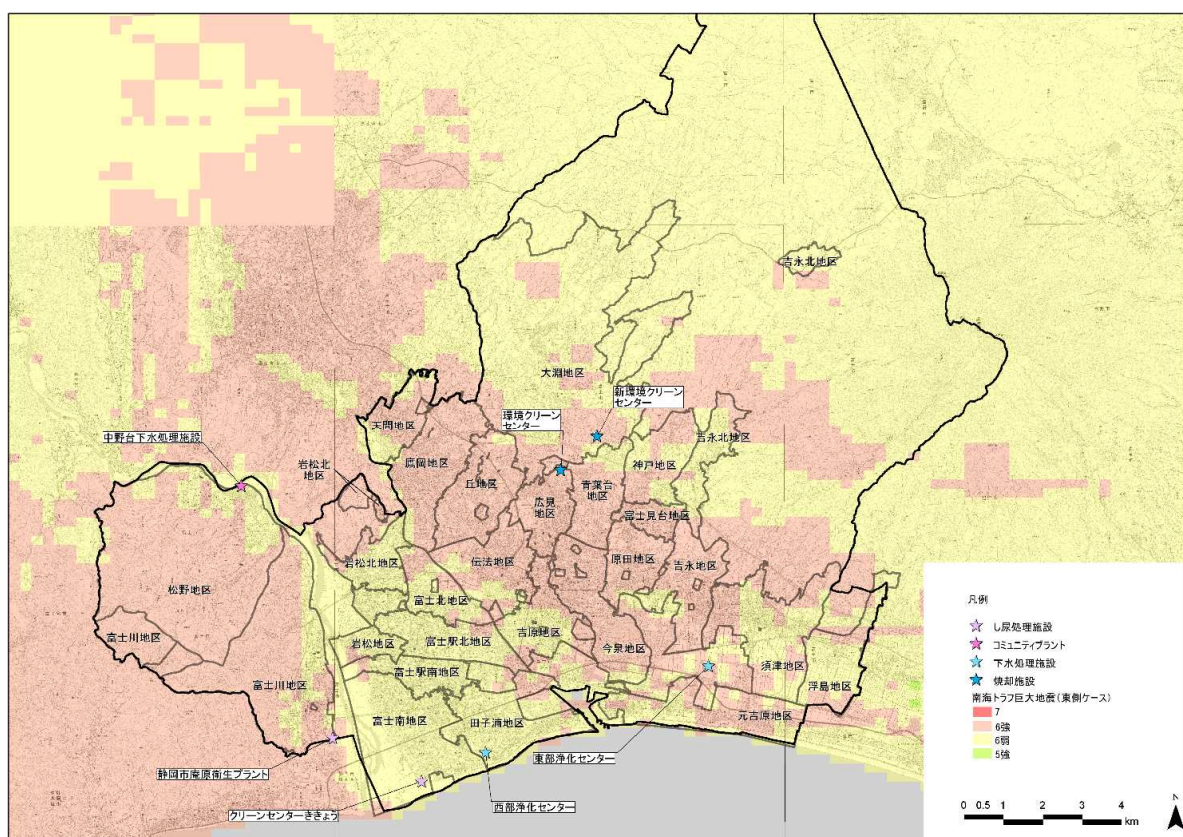 吉永北地区
大淵地区
新環境クリーン
センター
環境クリーン
センター
天間地区
吉永北地区
中野台下水処理施設
岩松北
地区
鷹岡地区
丘地区
神戸地区
青葉台
地区
広見
地区
富士見台地区
岩松北地区
伝法地区
原田地区
吉永地区
松野地区
富士北地区
富士川地区
岩松地区
富士駅北地区
吉原地区
今泉地区
須津地区
富士駅南地区
富士川地区
浮島地区
富士南地区
田子浦地区
元吉原地区
静岡市庵原衛生プラント
東部浄化センター
クリーンセンターききょう
西部浄化センター
凡例
し尿処理施設
コミュニティプラント
下水処理施設
焼却施設
南海トラフ巨大地震(東側ケース)
7
6強
6弱
5強
0 0.5 1 2 3 4
km
N